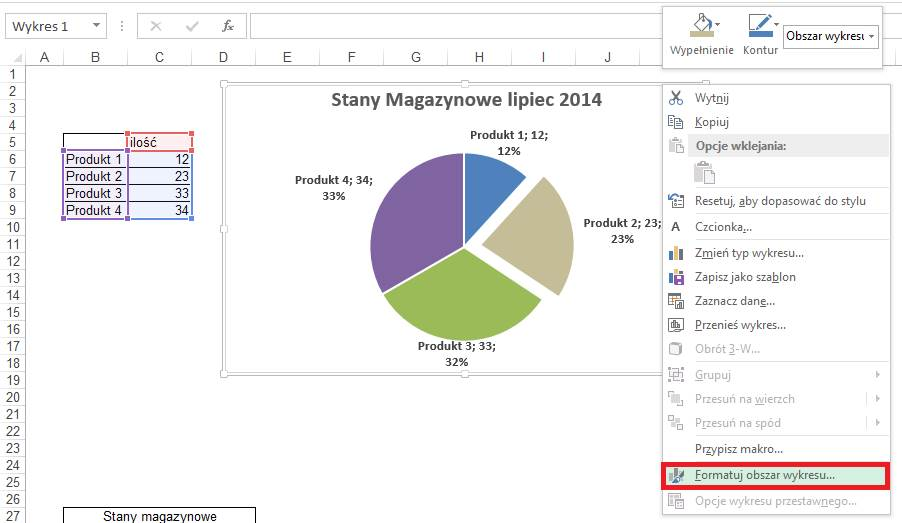 Wykres 1
fx
Wypełnienie
Kontur
Obszar wykresu
A B C D E F G H I J
1
2
3
4
5 ilość
6 Produkt 1 12
7 Produkt 2 23
8 Produkt 3 33
9 Produkt 4 34
10
11
12
13
14
15
16
17
18
19
20
21
22
23
24
25
26
27 Stany magazynowe
Stany Magazynowe lipiec 2014
Produkt 1; 12;
12%
Produkt 4; 34;
33%
Produkt 2; 23;
23%
Produkt 3; 33;
32%
Wytnij
Kopiuj
Opcje wklejania:
Resetuj, aby dopasować do stylu
A Czcionka...
Zmień typ wykresu...
Zapisz jako szablon
Zaznacz dane...
Przenieś wykres...
Obrót 3-W...
Grupuj
Przesuń na wierzch
Przesuń na spód
Przypisz makro...
Formatuj obszar wykresu...
Opcje wykresu przestawnego...